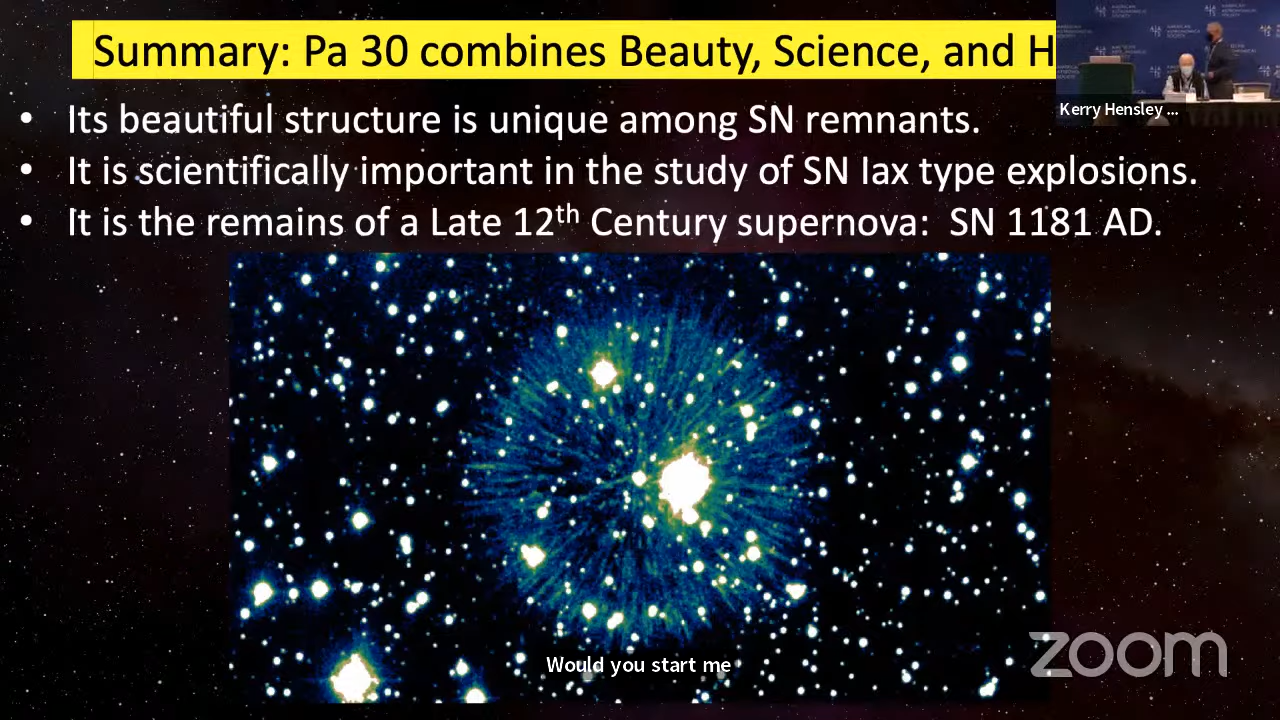 Summary: Pa 30 combines Beauty, Science, and H
Kerry Hensley ...
• Its beautiful structure is unique among SN remnants.
• It is scientifically important in the study of SN Iax type explosions.
• It is the remains of a Late 12th Century supernova: SN 1181 AD.
Would you start me
zoom